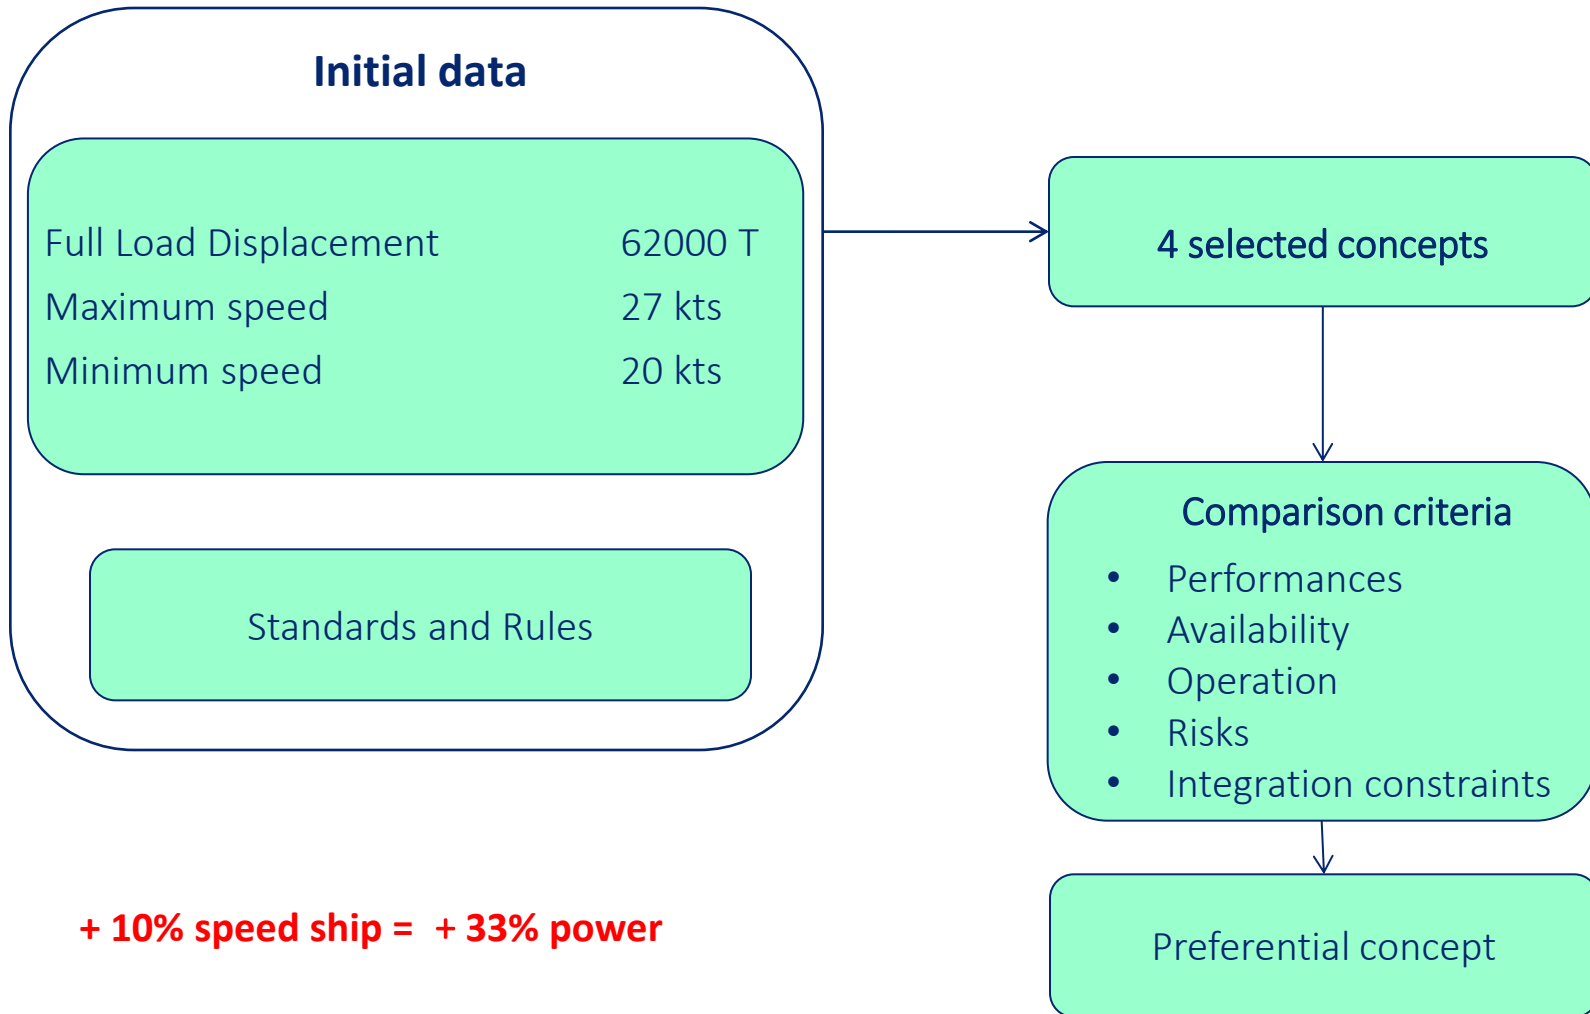 Initial data
Full Load Displacement 62000 T
Maximum speed 27 kts
Minimum speed 20 kts
Standards and Rules
+ 10% speed ship = + 33% power
4 selected concepts
Comparison criteria
• Performances
• Availability
• Operation
• Risks
• Integration constraints
Preferential concept